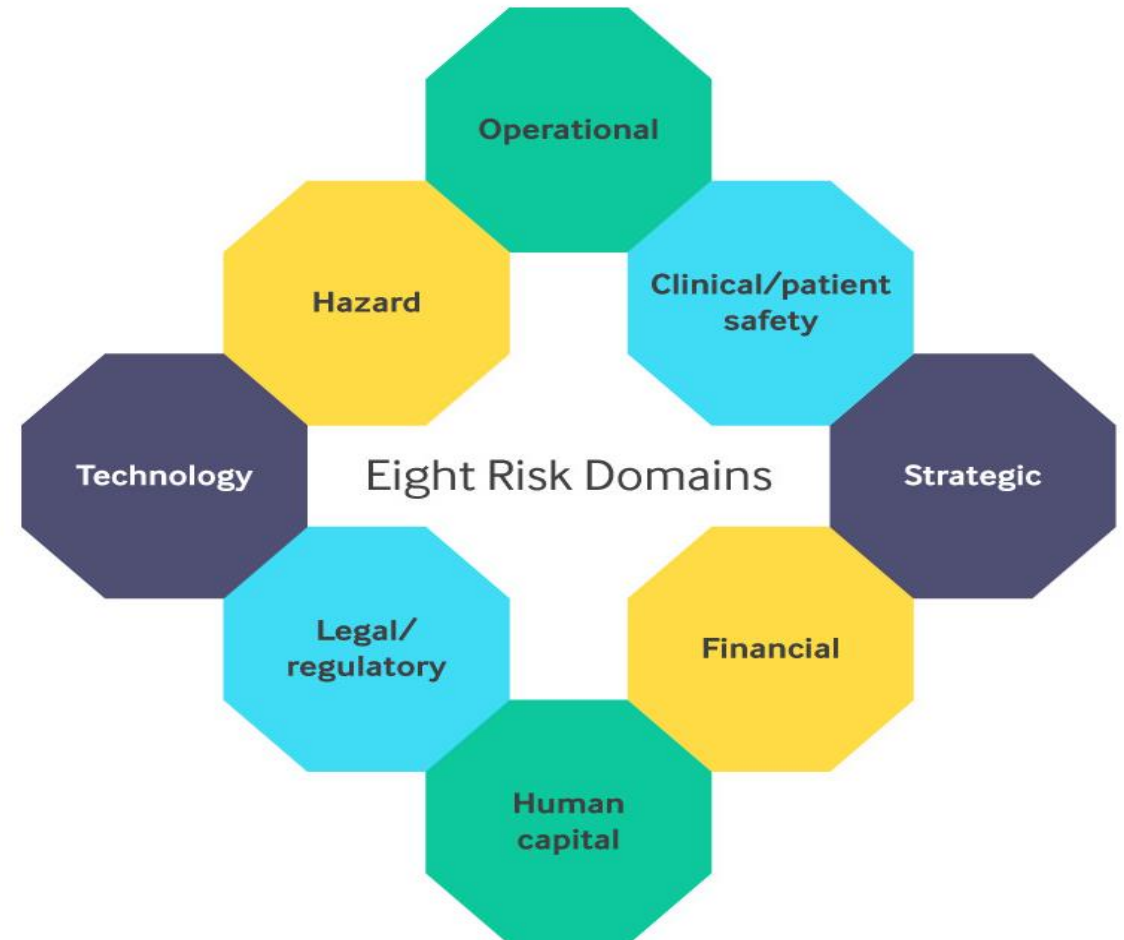 Operational
Hazard
Clinical/patient
safety
Technology
Eight Risk Domains
Strategic
Legal/
regulatory
Financial
Human
capital